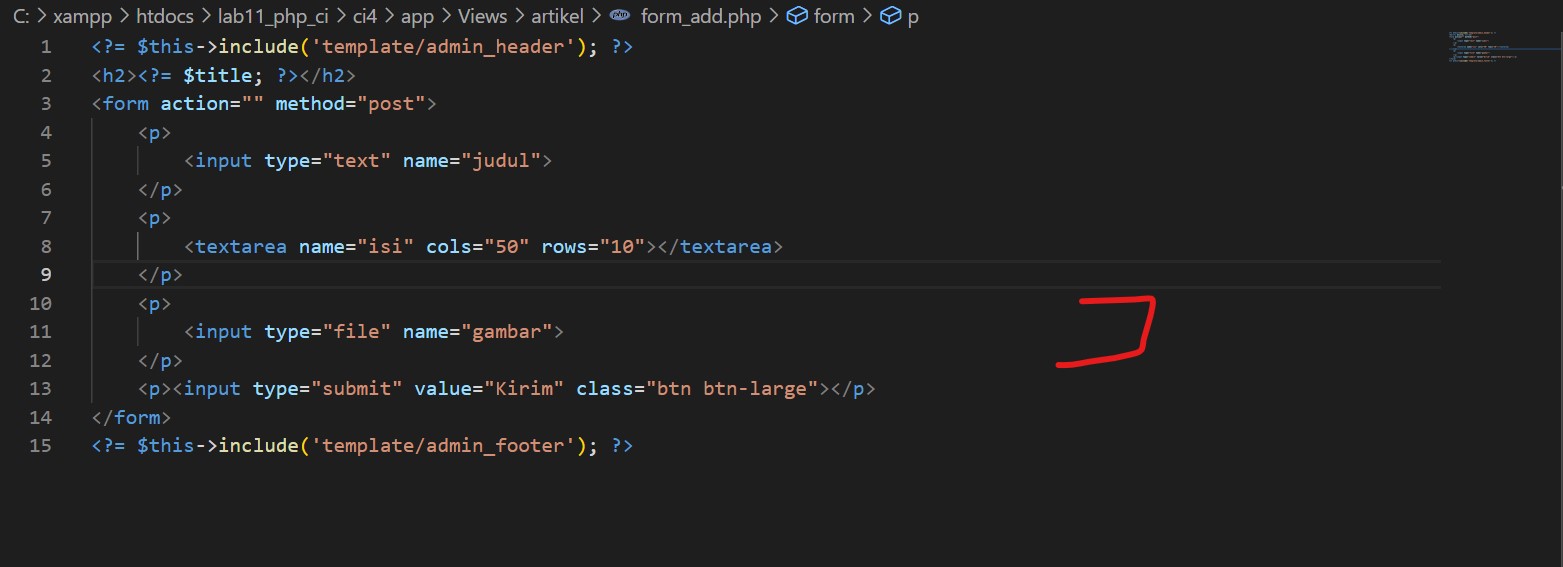 C: > xampp > htdocs > lab11_php_ci > ci4 > app > Views > artikel > php form_add.php > form > p
1 <?= $this->include('template/admin_header'); ?>
2 <h2><?= $title; ?></h2>
3 <form action="" method="post">
4     <p>
5         <input type="text" name="judul">
6     </p>
7     <p>
8         <textarea name="isi" cols="50" rows="10"></textarea>
9     </p>
10     <p>
11         <input type="file" name="gambar">
12     </p>
13     <p><input type="submit" value="Kirim" class="btn btn-large"></p>
14 </form>
15 <?= $this->include('template/admin_footer'); ?>